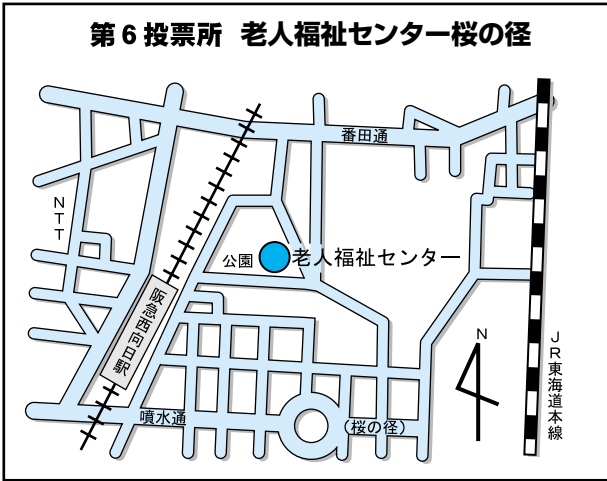 第6投票所 老人福祉センター桜の径
番田通
NTT
公園
老人福祉センター
阪急西向日駅
N
JR東海道本線
噴水通
(桜の径)